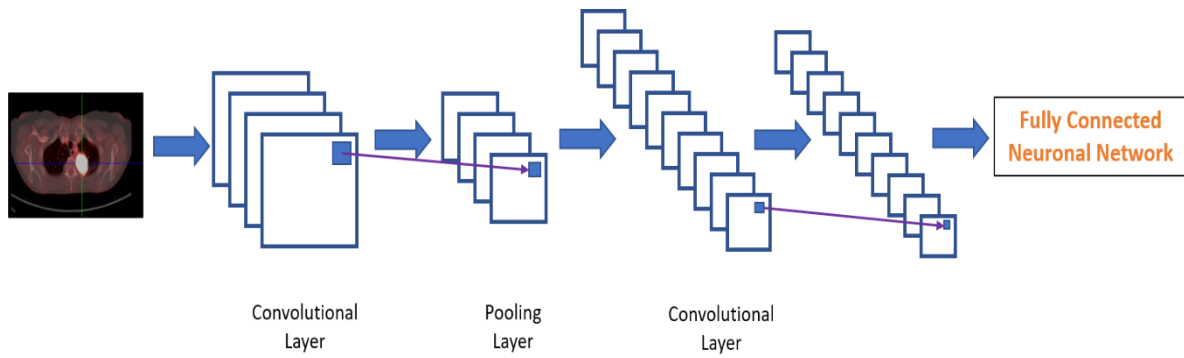 Fully Connected
Neuronal Network
Convolutional
Layer
Pooling
Layer
Convolutional
Layer